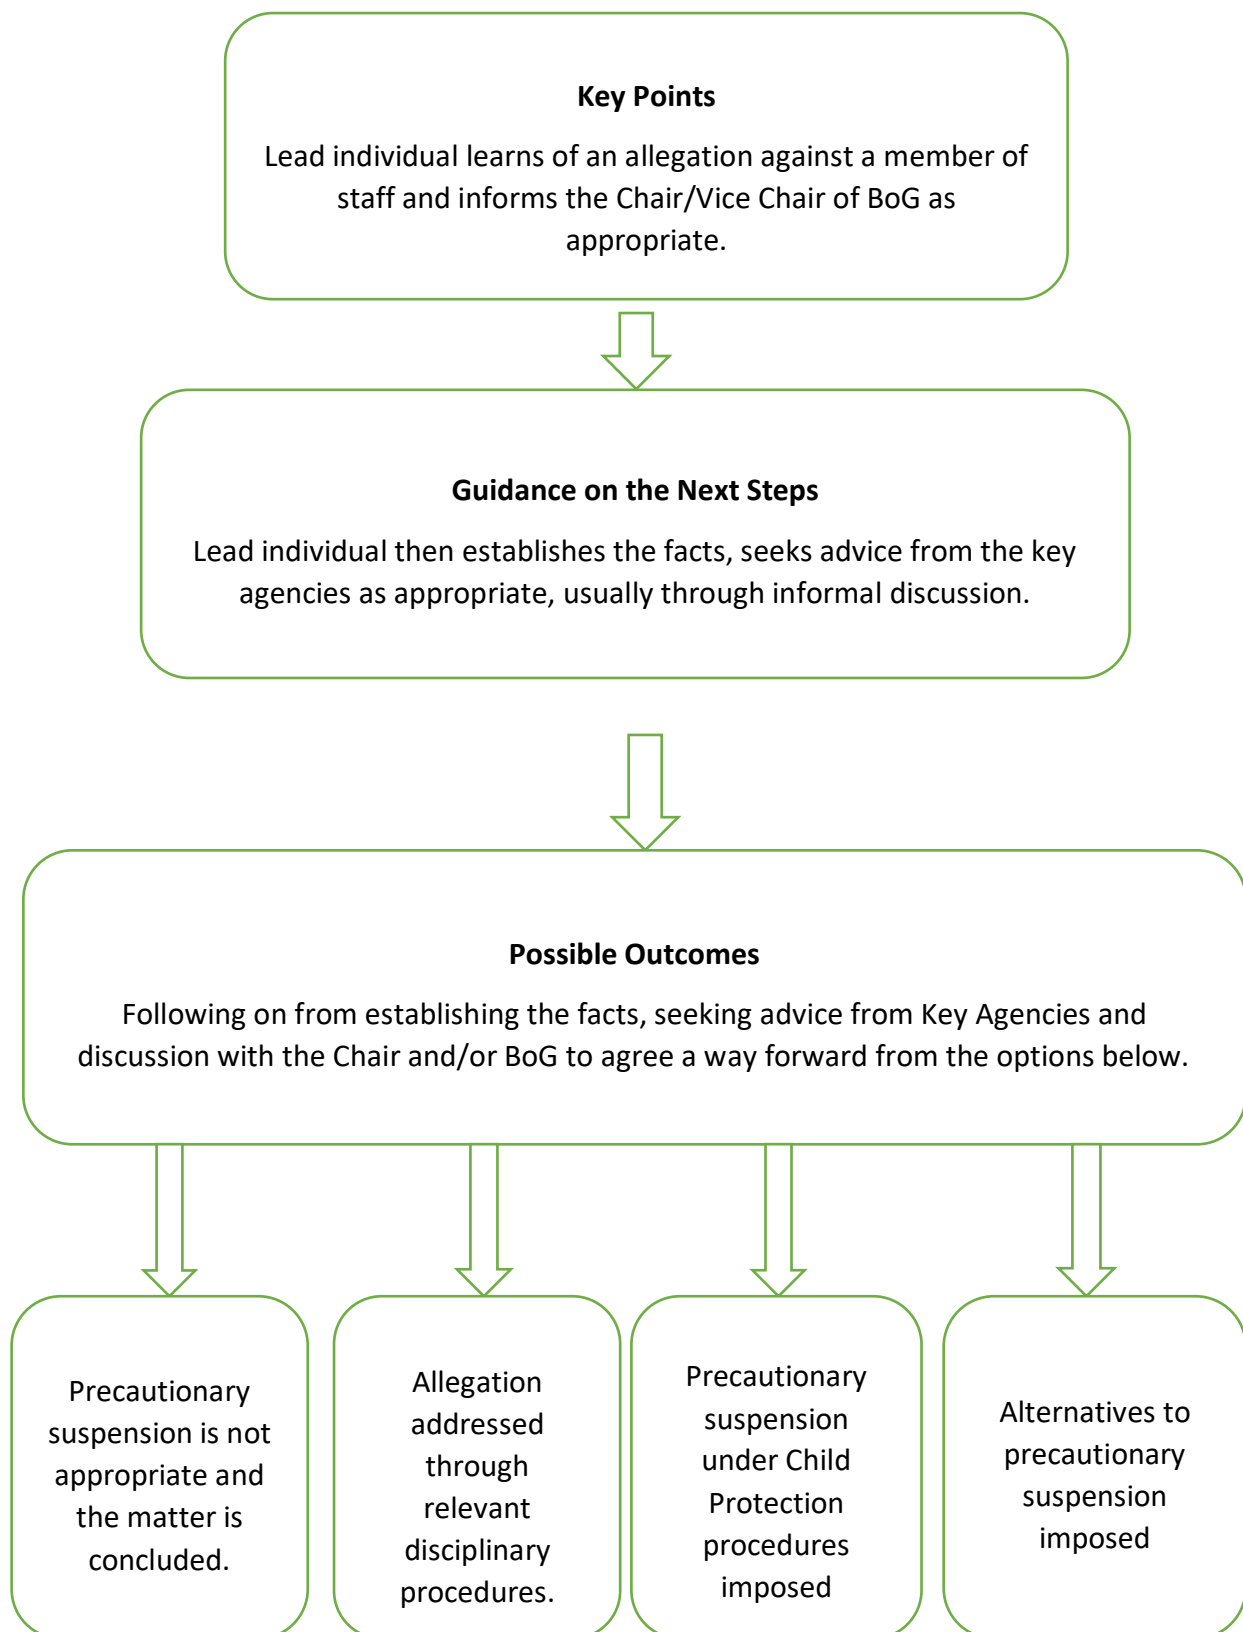 Key Points
Lead individual learns of an allegation against a member of
staff and informs the Chair/Vice Chair of BoG as
appropriate.
Guidance on the Next Steps
Lead individual then establishes the facts, seeks advice from the key
agencies as appropriate, usually through informal discussion.
Possible Outcomes
Following on from establishing the facts, seeking advice from Key Agencies and
discussion with the Chair and/or BoG to agree a way forward from the options below.
Precautionary
suspension is not
appropriate and
the matter is
concluded.
Allegation
addressed
through
relevant
disciplinary
procedures.
Precautionary
suspension
under Child
Protection
procedures
imposed
Alternatives to
precautionary
suspension
imposed